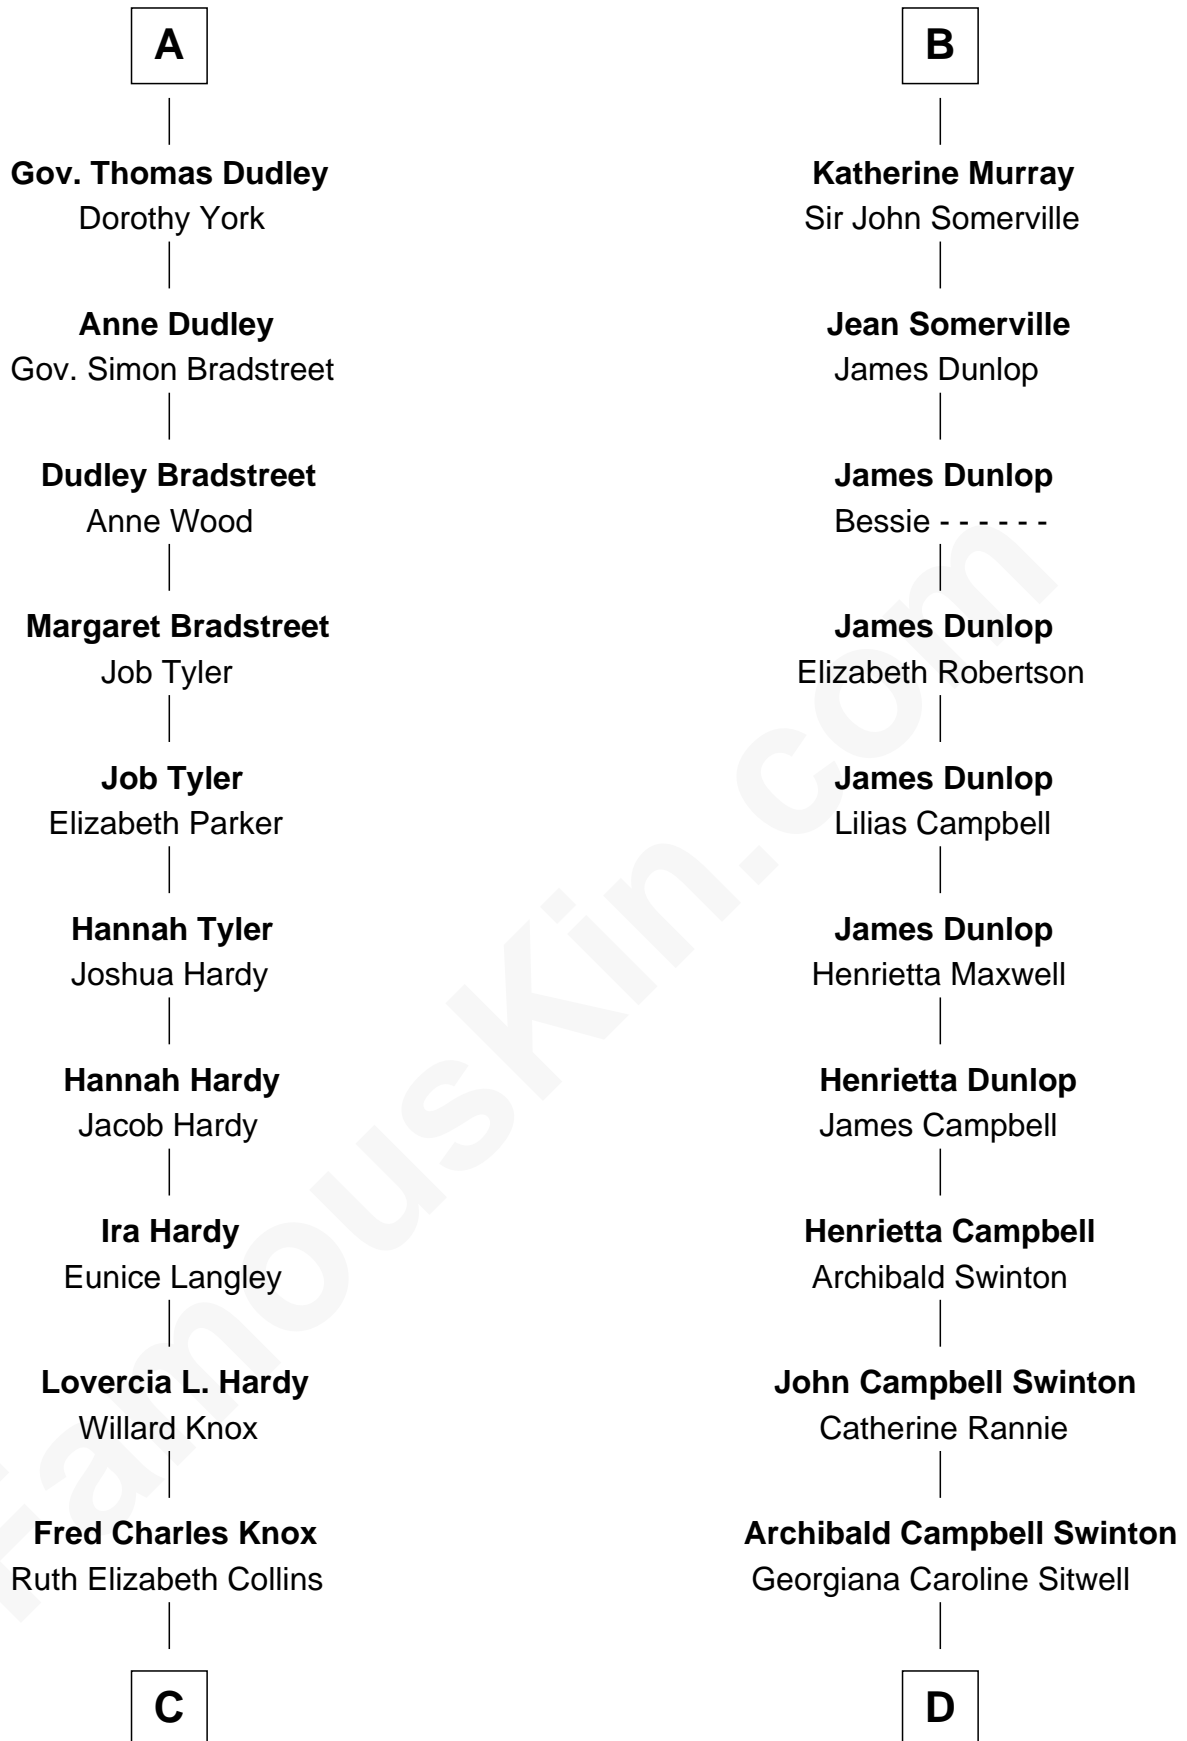 A
Gov. Thomas Dudley
Dorothy York
Anne Dudley
Gov. Simon Bradstreet
Dudley Bradstreet
Anne Wood
Margaret Bradstreet
Job Tyler
Job Tyler
Elizabeth Parker
Hannah Tyler
Joshua Hardy
Hannah Hardy
Jacob Hardy
Ira Hardy
Eunice Langley
Lovercia L. Hardy
Willard Knox
Fred Charles Knox
Ruth Elizabeth Collins
C
B
Katherine Murray
Sir John Somerville
Jean Somerville
James Dunlop
James Dunlop
Bessie - - - - - -
James Dunlop
Elizabeth Robertson
James Dunlop
Lilias Campbell
James Dunlop
Henrietta Maxwell
Henrietta Dunlop
James Campbell
Henrietta Campbell
Archibald Swinton
John Campbell Swinton
Catherine Rannie
Archibald Campbell Swinton
Georgiana Caroline Sitwell
D
FamousKin.com